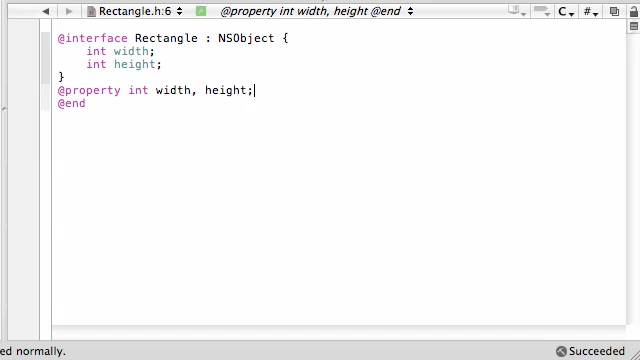 Rectangle.h:6 @property int width, height @end C #
@interface Rectangle : NSObject {
int width;
int height;
}
@property int width, height;
@end
ed normally. Succeeded